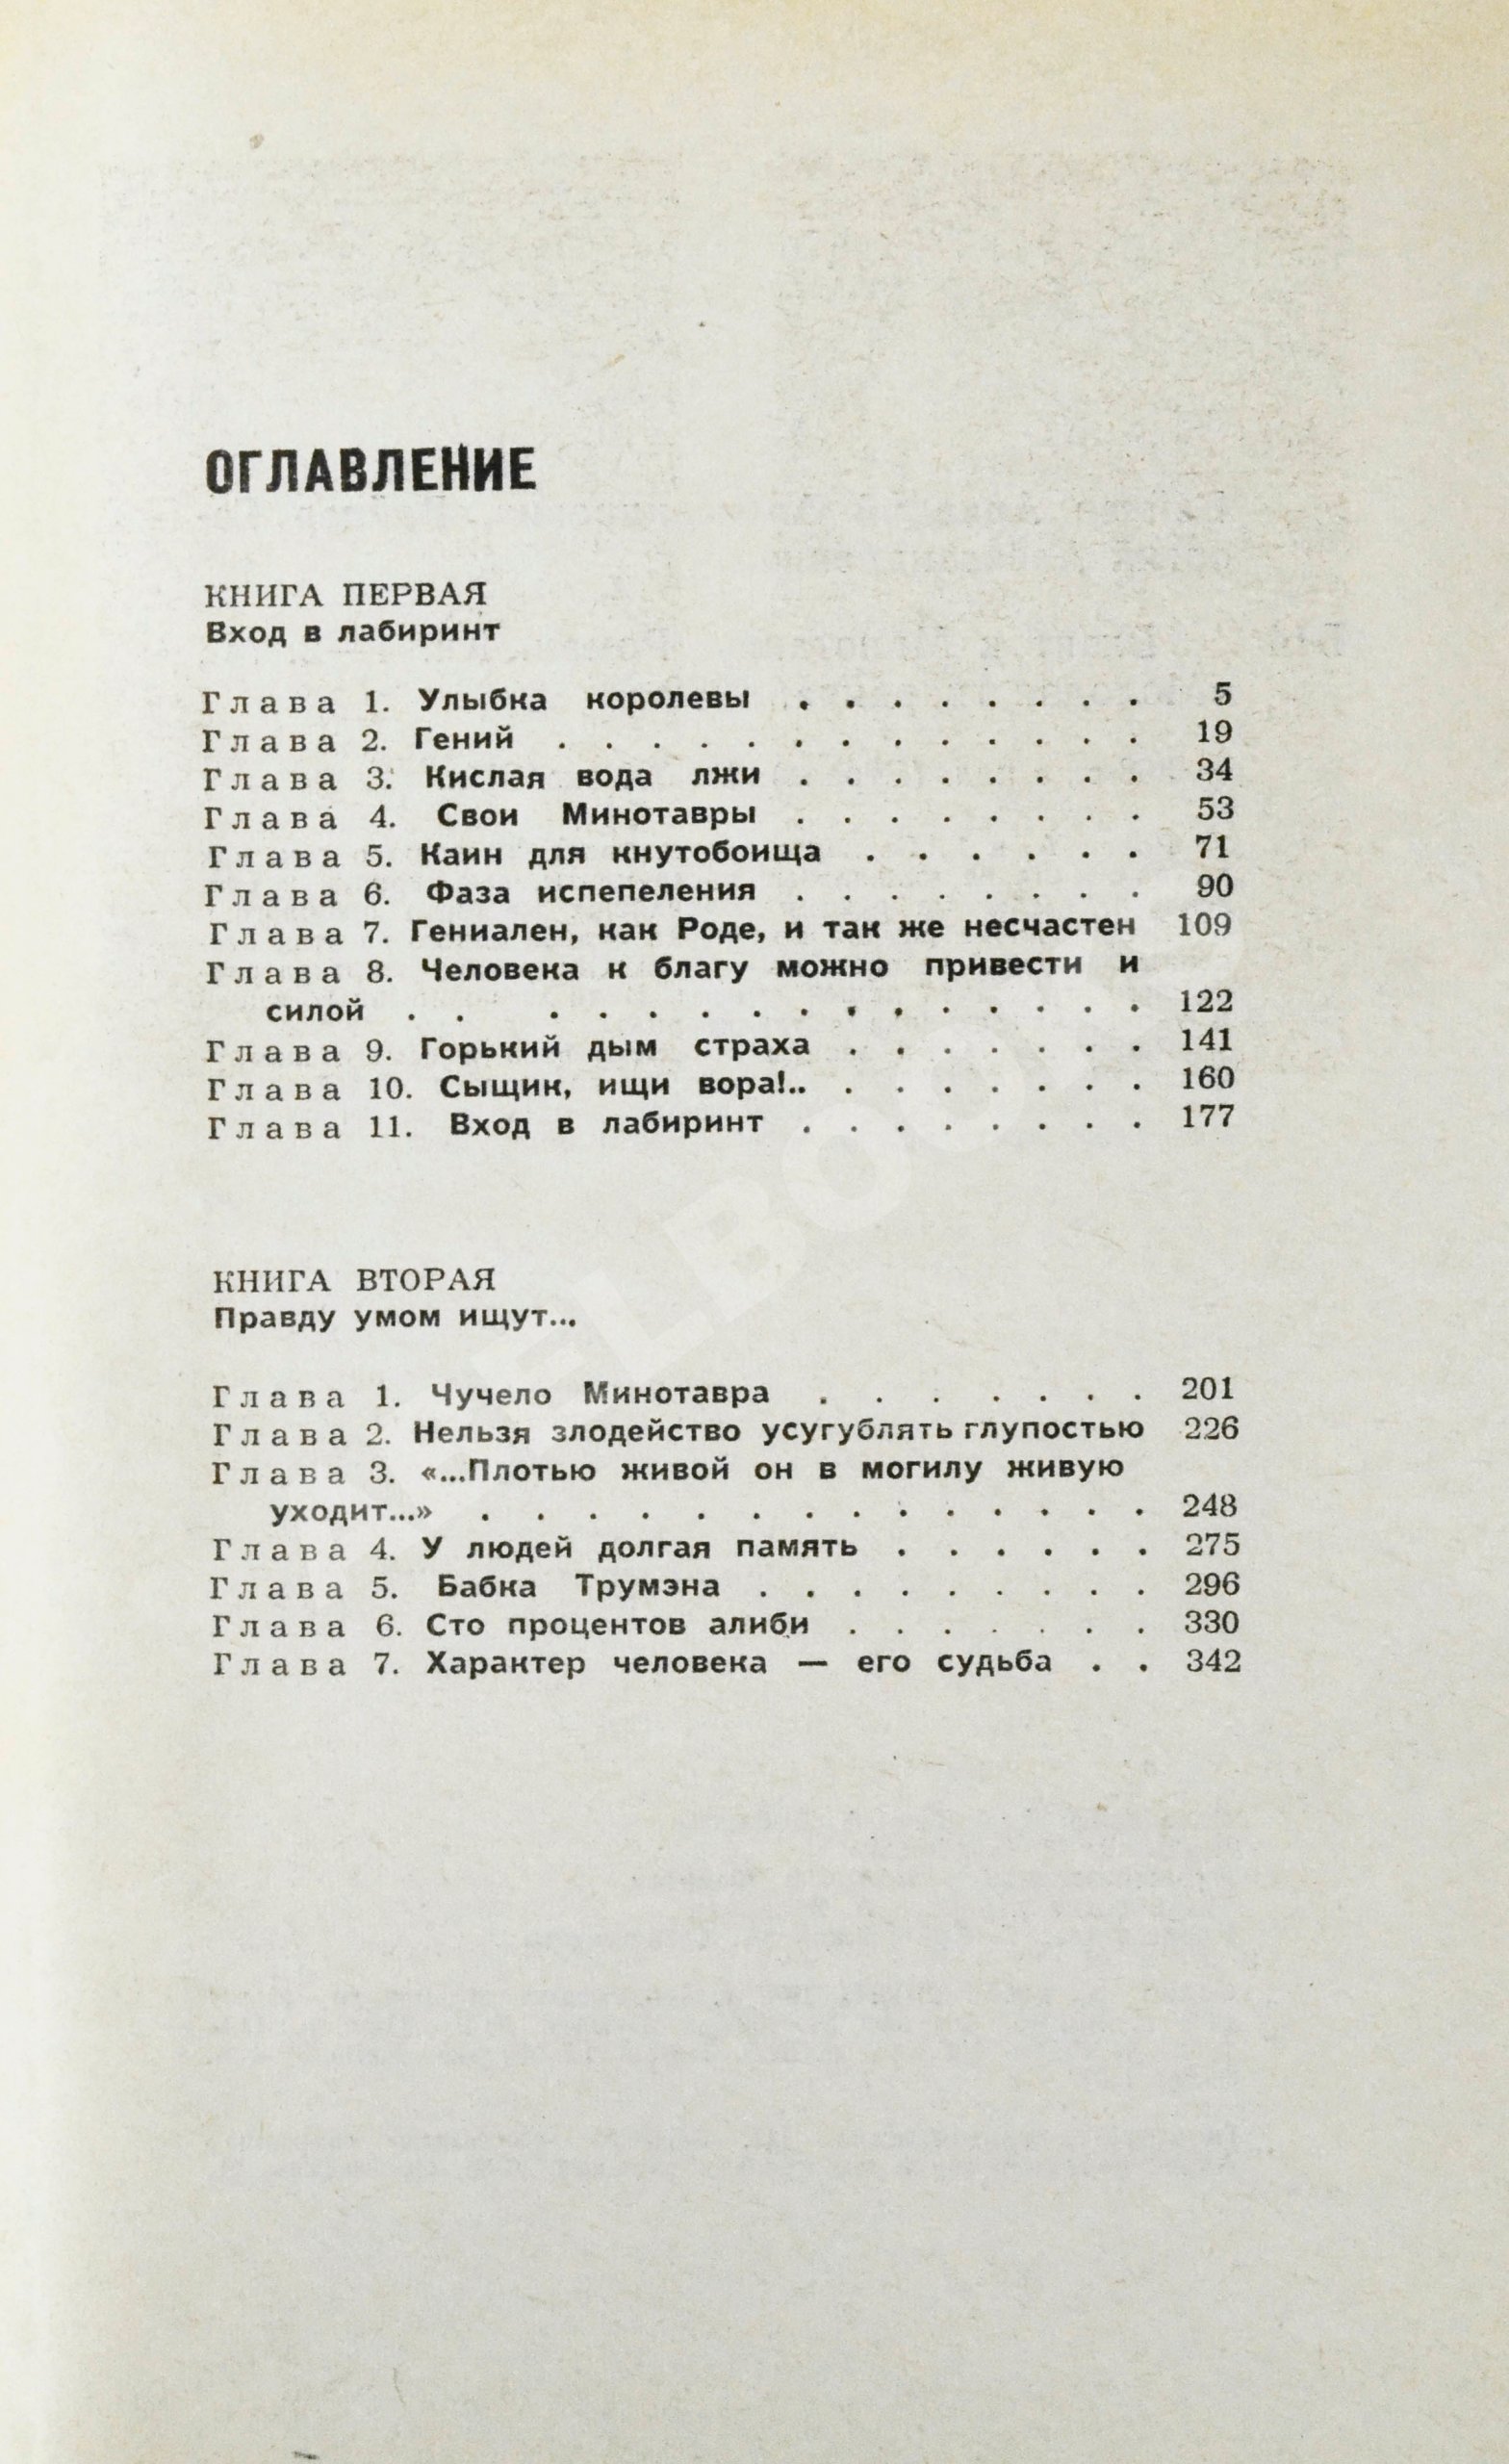 ОГЛАВЛЕНИЕ
КНИГА ПЕРВАЯ
Вход в лабиринт
Глава 1. Улыбка королевы . . . . . . . . 5
Глава 2. Гений . . . . . . . . . . . . . 19
Глава 3. Кислая вода лжи . . . . . . . . 34
Глава 4. Свои Минотавры . . . . . . . . 53
Глава 5. Каин для кнутобоища . . . . . . 71
Глава 6. Фаза испепеления . . . . . . . . 90
Глава 7. Гениален, как Роде, и так же несчастен 109
Глава 8. Человека к благу можно привести и
силой . . . . . . . . . . . . . . . 122
Глава 9. Горький дым страха . . . . . . . 141
Глава 10. Сыщик, ищи вора!.. . . . . . . . 160
Глава 11. Вход в лабиринт . . . . . . . . 177
КНИГА ВТОРАЯ
Правду умом ищут...
Глава 1. Чучело Минотавра . . . . . . . 201
Глава 2. Нельзя злодейство усугублять глупостью 226
Глава 3. «...Плотью живой он в могилу живую
уходит...» . . . . . . . . . . . . . 248
Глава 4. У людей долгая память . . . . . . 275
Глава 5. Бабка Трумэна . . . . . . . . . 296
Глава 6. Сто процентов алиби . . . . . . . 330
Глава 7. Характер человека — его судьба . . 342